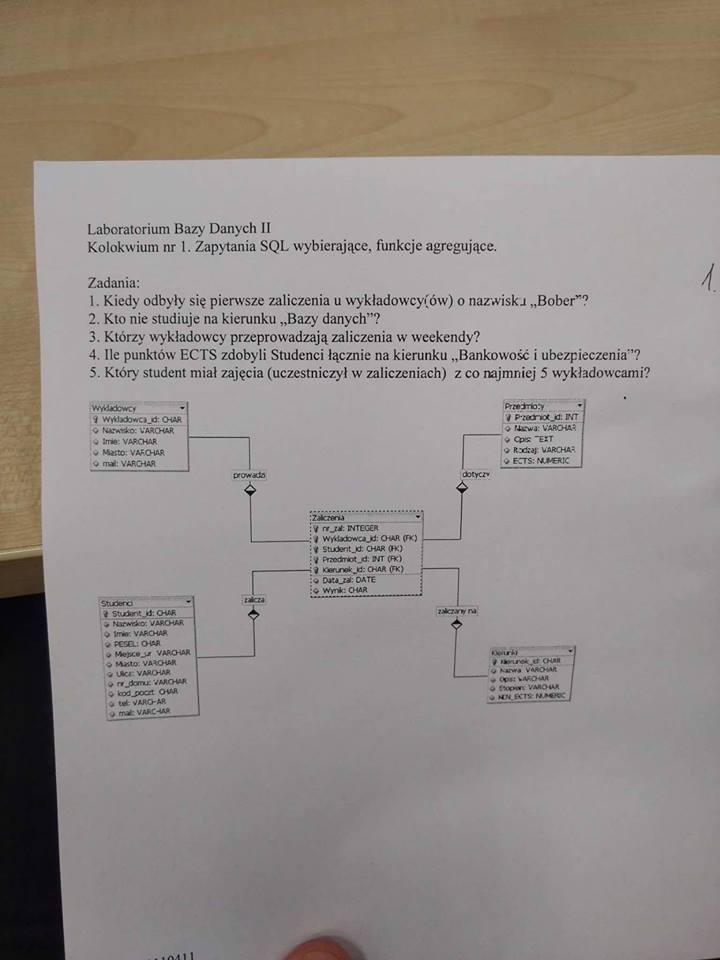 Laboratorium Bazy Danych II
Kolokwium nr 1. Zapytania SQL wybierające, funkcje agregujące.
Zadania:
1. Kiedy odbyły się pierwsze zaliczenia u wykładowcy(ów) o nazwisku „Bober"?
2. Kto nie studiuje na kierunku „Bazy danych"?
3. Którzy wykładowcy przeprowadzają zaliczenia w weekendy?
4. Ile punktów ECTS zdobyli Studenci łącznie na kierunku „Bankowość i ubezpieczenia"?
5. Który student miał zajęcia (uczestniczył w zaliczeniach) z co najmniej 5 wykładowcami?
1.
Wykladowcy
Wykladowca_id: CHAR
Nazwisko: VARCHAR
Imie: VARCHAR
Miasto: VARCHAR
mail: VARCHAR
Przedmioty
Przedmiot_id: INT
Nazwa: VARCHAR
Opis: TEXT
Rodzaj: VARCHAR
ECTS: NUMERIC
prowadzi
dotyczy
Zaliczenia
nr_zal: INTEGER
Wykladowca_id: CHAR (FK)
Student_id: CHAR (FK)
Przedmiot_id: INT (FK)
Kierunek_id: CHAR (FK)
Data_zal: DATE
Wynik: CHAR
zalicza
zaliczany na
Studenci
Student_id: CHAR
Nazwisko: VARCHAR
Imie: VARCHAR
PESEL: CHAR
Miejsce_ur: VARCHAR
Miasto: VARCHAR
Ulica: VARCHAR
nr_domu: VARCHAR
kod_poczt: CHAR
tel: VARCHAR
mail: VARCHAR
Kierunki
Kierunek_id: CHAR
Nazwa: VARCHAR
Opis: VARCHAR
Stopien: VARCHAR
ECTS: NUMERIC